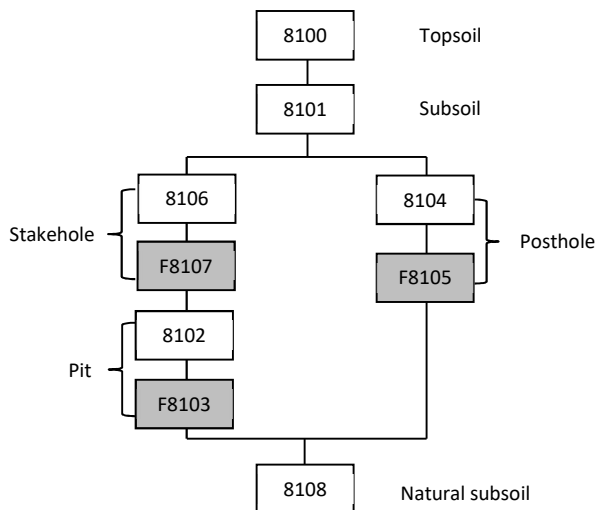 8100 Topsoil
8101 Subsoil
8106 8104
Stakehole Posthole
F8107 F8105
8102
Pit
F8103
8108 Natural subsoil